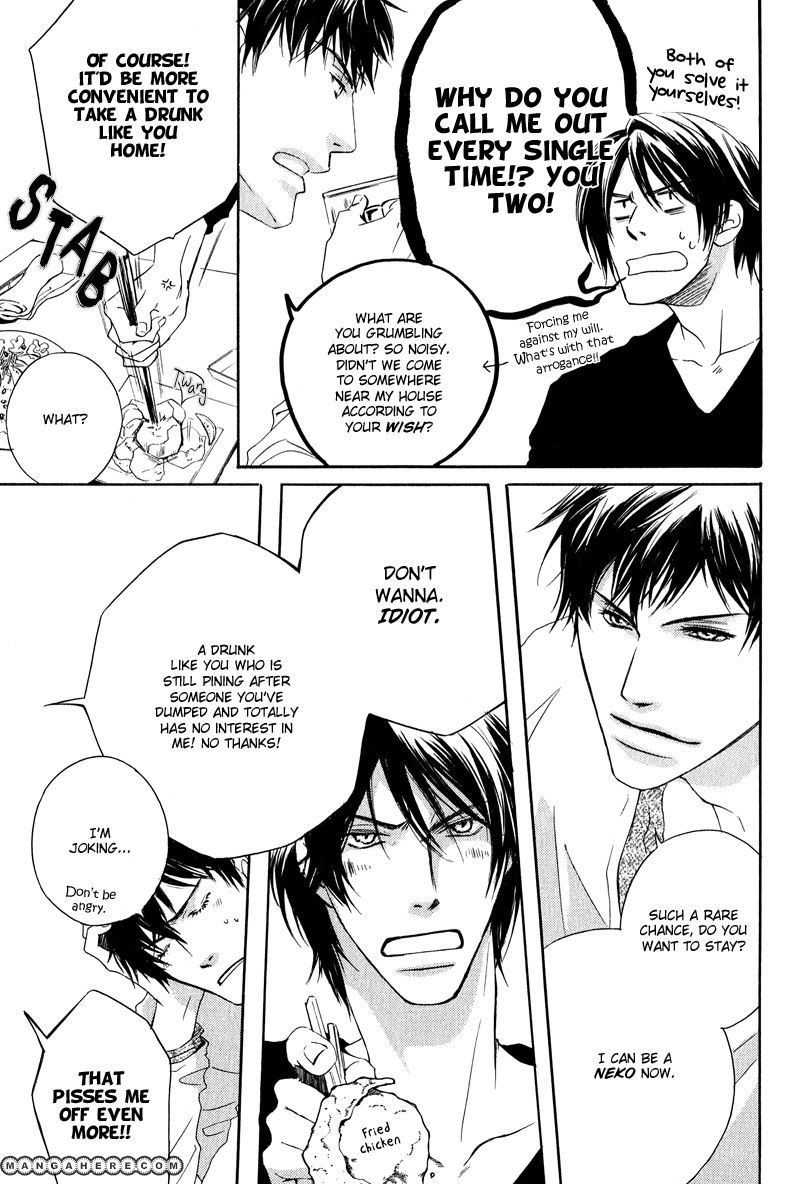 Both of
you solve it
yourselves!
WHY DO YOU
CALL ME OUT
EVERY SINGLE
TIME!? YOU
TWO!
Forcing me
against my will.
What's with that
arrogance!!
WHAT ARE
YOU GRUMBLING
ABOUT? SO NOISY.
DIDN'T WE COME
TO SOMEWHERE
NEAR MY HOUSE
ACCORDING TO
YOUR WISH?
OF COURSE!
IT'D BE MORE
CONVENIENT TO
TAKE A DRUNK
LIKE YOU
HOME!
STAB
Twang
WHAT?
SUCH A RARE
CHANCE, DO YOU
WANT TO STAY?
I CAN BE A
NEKO NOW.
DON'T
WANNA.
IDIOT.
Fried
chicken
A DRUNK
LIKE YOU WHO IS
STILL PINING AFTER
SOMEONE YOU'VE
DUMPED AND TOTALLY
HAS NO INTEREST IN
ME! NO THANKS!
I'M
JOKING...
Don't be
angry.
THAT
PISSES ME
OFF EVEN
MORE!!
MANGAHERE.COM